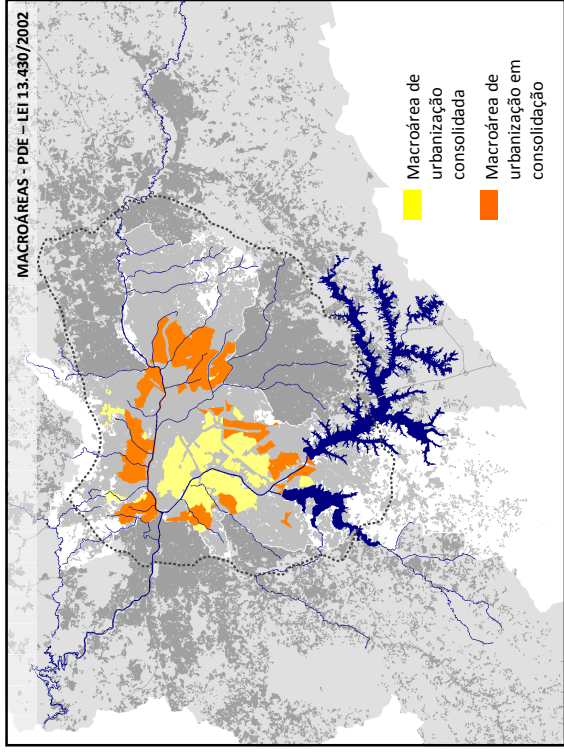 MACROÁREAS - PDE – LEI 13.430/2002
Macroárea de
urbanização
consolidada
Macroárea de
urbanização em
consolidação